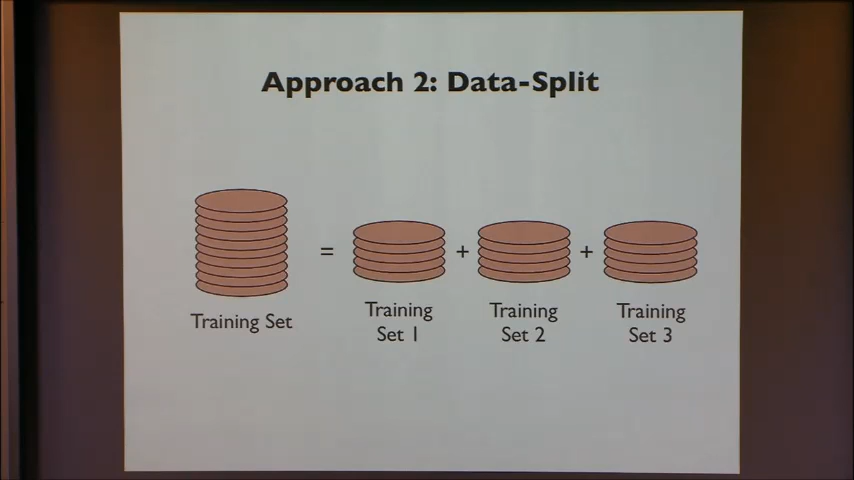 Approach 2: Data-Split
=
+
+
Training Set
Training
Set 1
Training
Set 2
Training
Set 3